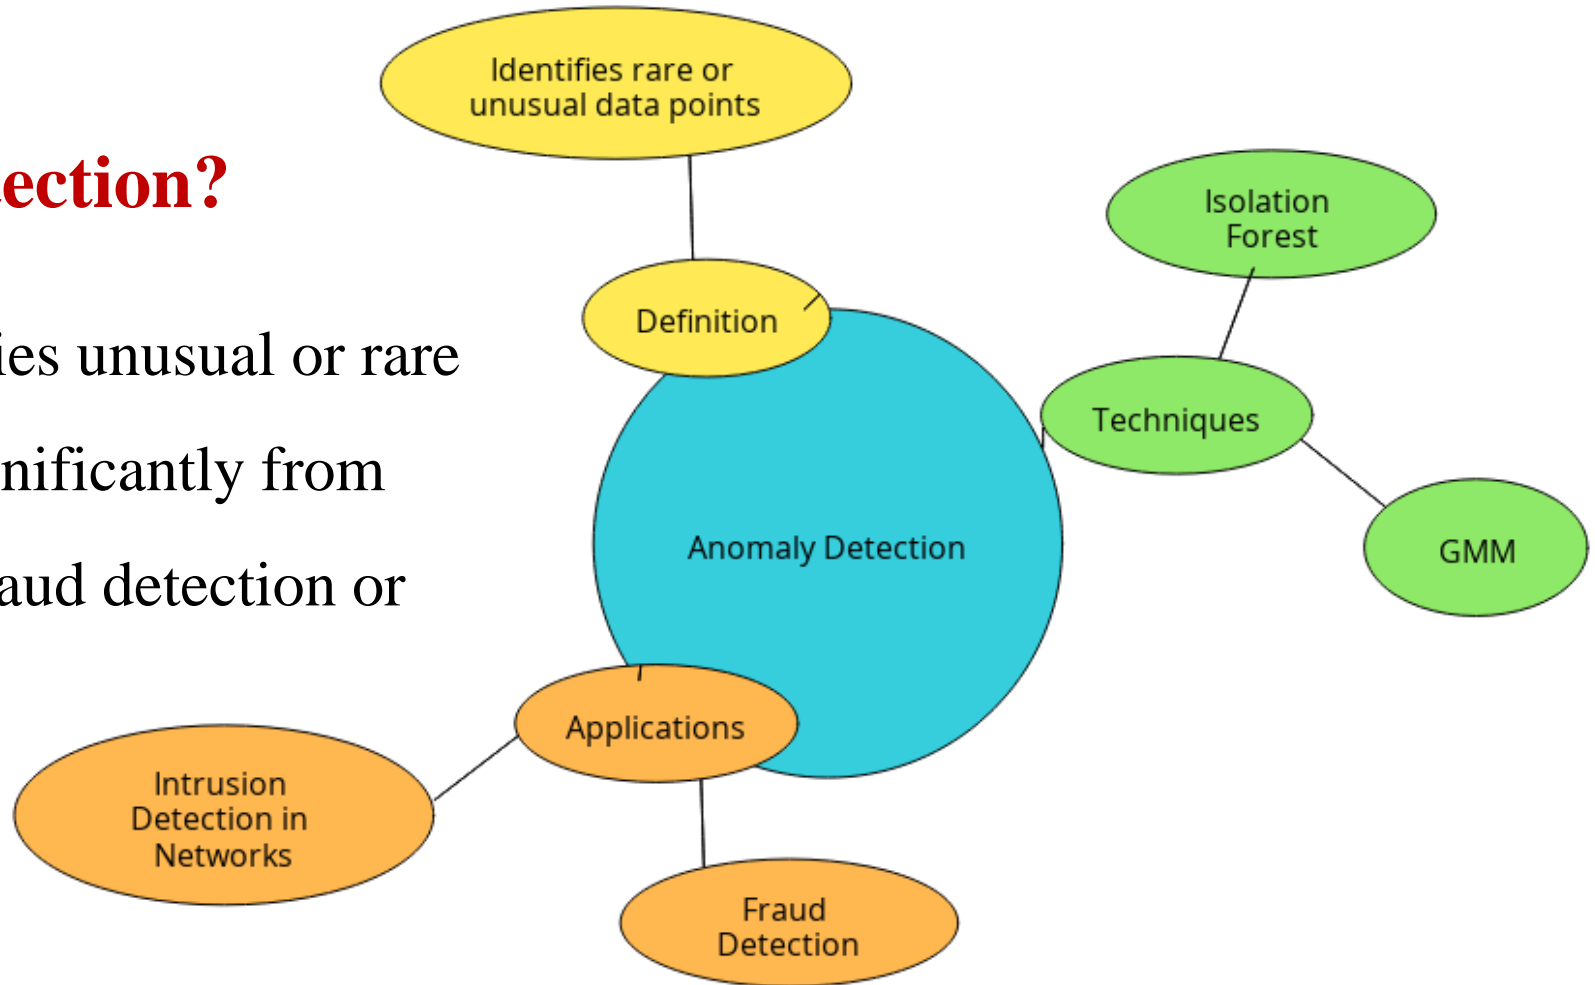 ection?
ies unusual or rare
nificantly from
aud detection or
Identifies rare or
unusual data points
Definition
Isolation
Forest
Techniques
GMM
Anomaly Detection
Applications
Intrusion
Detection in
Networks
Fraud
Detection